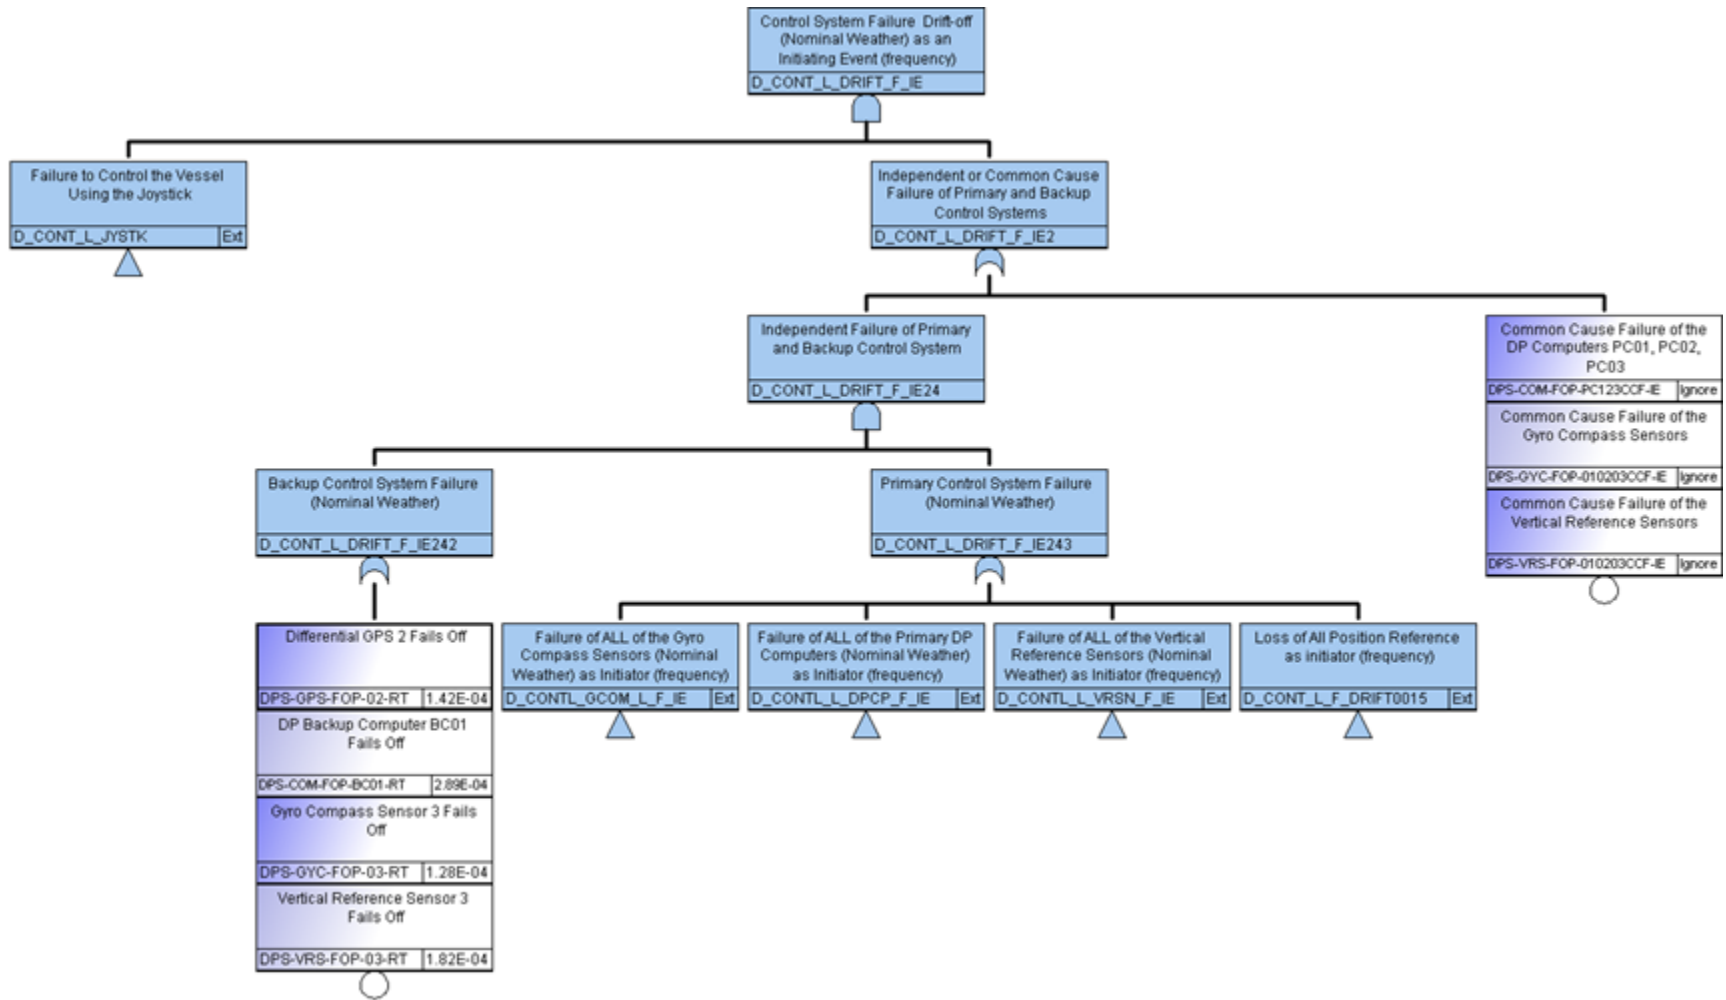 Control System Failure Drift-off
(Nominal Weather) as an
Initiating Event (frequency)
D_CONT_L_DRIFT_F_IE
Failure to Control the Vessel
Using the Joystick
D_CONT_L_JYSTK Ext
Independent or Common Cause
Failure of Primary and Backup
Control Systems
D_CONT_L_DRIFT_F_IE2
Independent Failure of Primary
and Backup Control System
D_CONT_L_DRIFT_F_IE24
Common Cause Failure of the
DP Computers PC01, PC02,
PC03
DPS-COM-FOP-PC123CCF-IE Ignore
Common Cause Failure of the
Gyro Compass Sensors
DPS-GYC-FOP-010203CCF-IE Ignore
Common Cause Failure of the
Vertical Reference Sensors
DPS-VRS-FOP-010203CCF-IE Ignore
Backup Control System Failure
(Nominal Weather)
D_CONT_L_DRIFT_F_IE242
Primary Control System Failure
(Nominal Weather)
D_CONT_L_DRIFT_F_IE243
Differential GPS 2 Fails Off
DPS-GPS-FOP-02-RT 1.42E-04
DP Backup Computer BC01
Fails Off
DPS-COM-FOP-BC01-RT 2.89E-04
Gyro Compass Sensor 3 Fails
Off
DPS-GYC-FOP-03-RT 1.28E-04
Vertical Reference Sensor 3
Fails Off
DPS-VRS-FOP-03-RT 1.82E-04
Failure of ALL of the Gyro
Compass Sensors (Nominal
Weather) as Initiator (frequency)
D_CONTL_GCOM_L_F_IE Ext
Failure of ALL of the Primary DP
Computers (Nominal Weather)
as Initiator (frequency)
D_CONTL_L_DPCP_F_IE Ext
Failure of ALL of the Vertical
Reference Sensors (Nominal
Weather) as Initiator (frequency)
D_CONTL_L_VRSN_F_IE Ext
Loss of All Position Reference
as initiator (frequency)
D_CONT_L_F_DRIFT0015 Ext